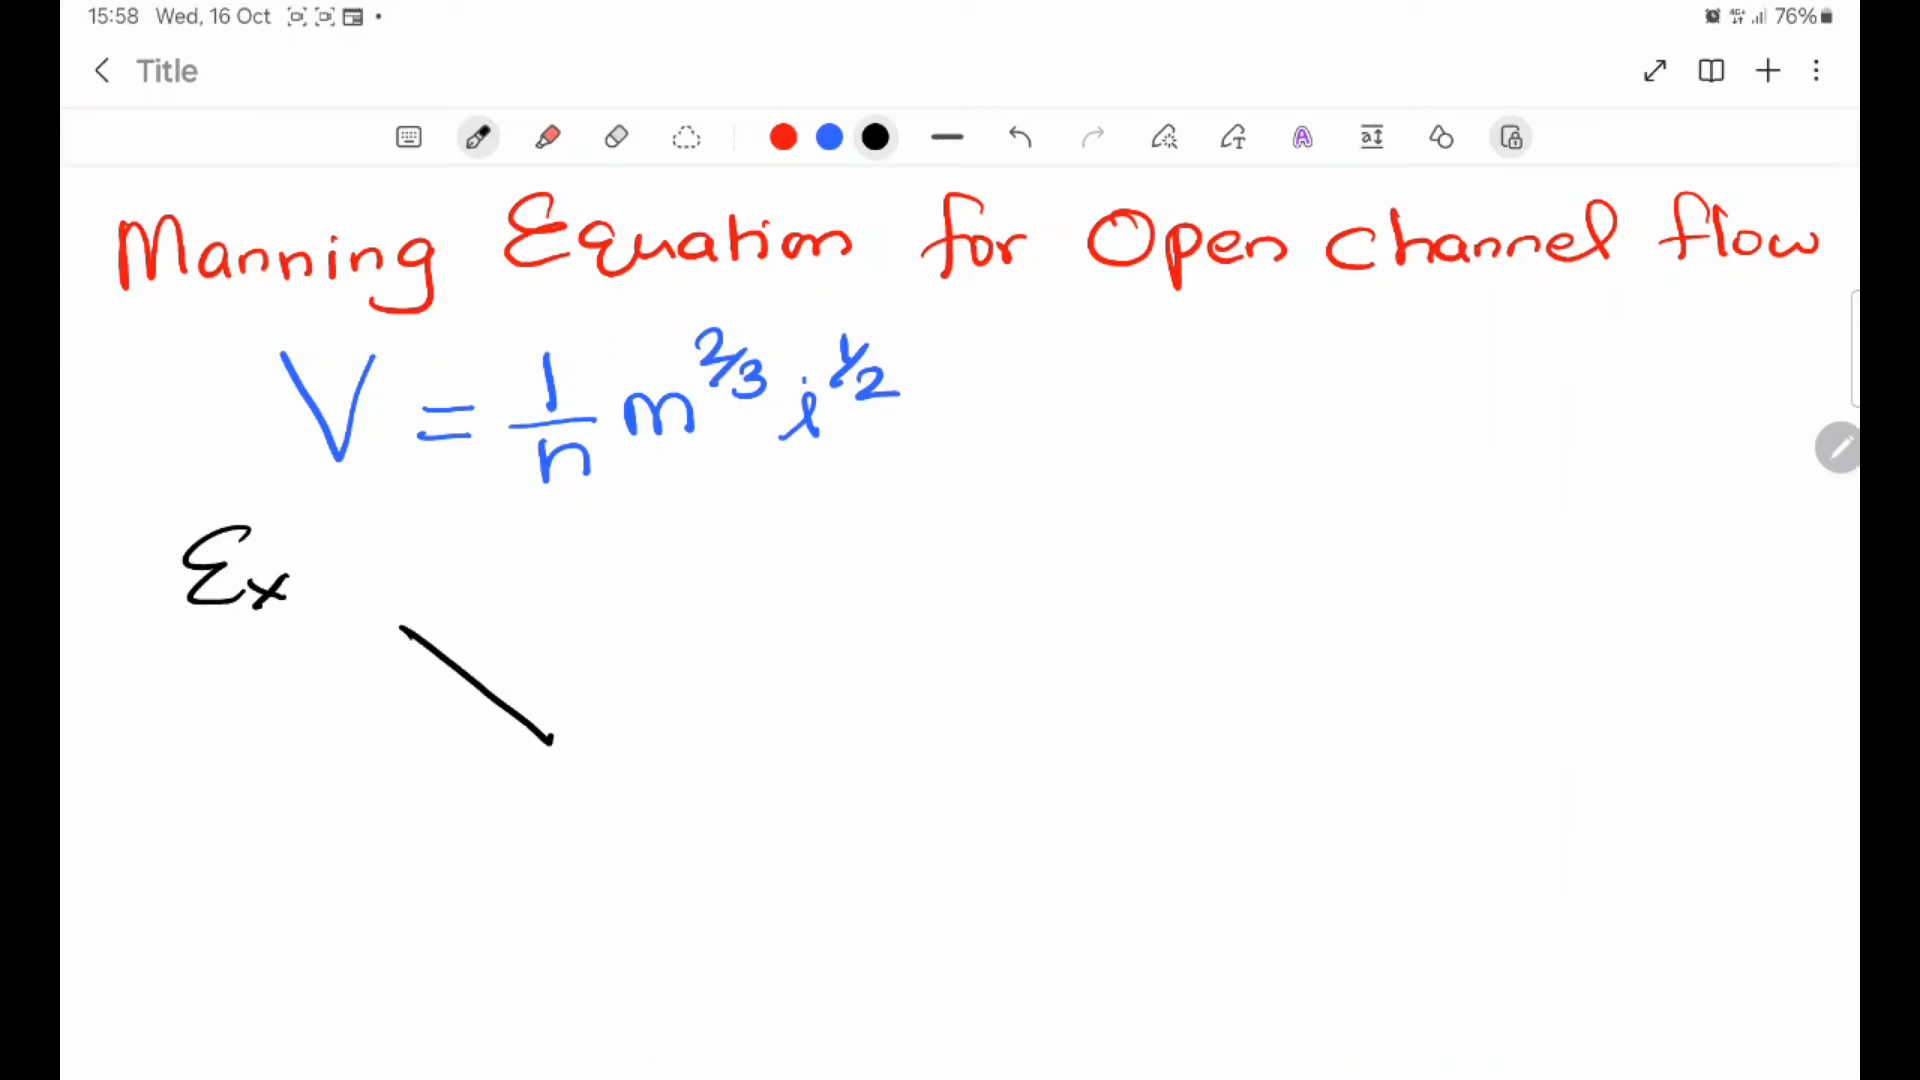 15:58 Wed, 16 Oct 76%
Title
Manning Equation for Open channel flow
V = 1/n m^2/3 i^1/2
Ex